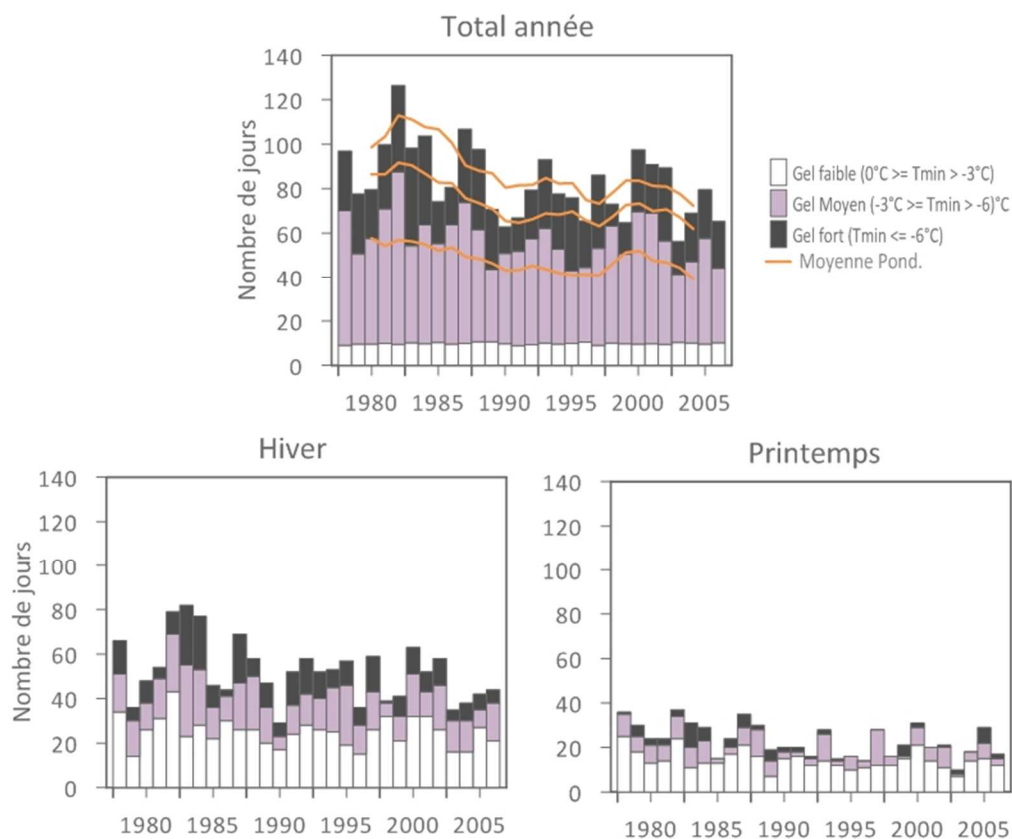 Total année
Nombre de jours
140
120
100
80
60
40
20
0
1980 1985 1990 1995 2000 2005
Gel faible (0°C >= Tmin > -3°C)
Gel Moyen (-3°C >= Tmin > -6)°C
Gel fort (Tmin <= -6°C)
Moyenne Pond.
Hiver
Nombre de jours
140
120
100
80
60
40
20
0
1980 1985 1990 1995 2000 2005
Printemps
140
120
100
80
60
40
20
0
1980 1985 1990 1995 2000 2005